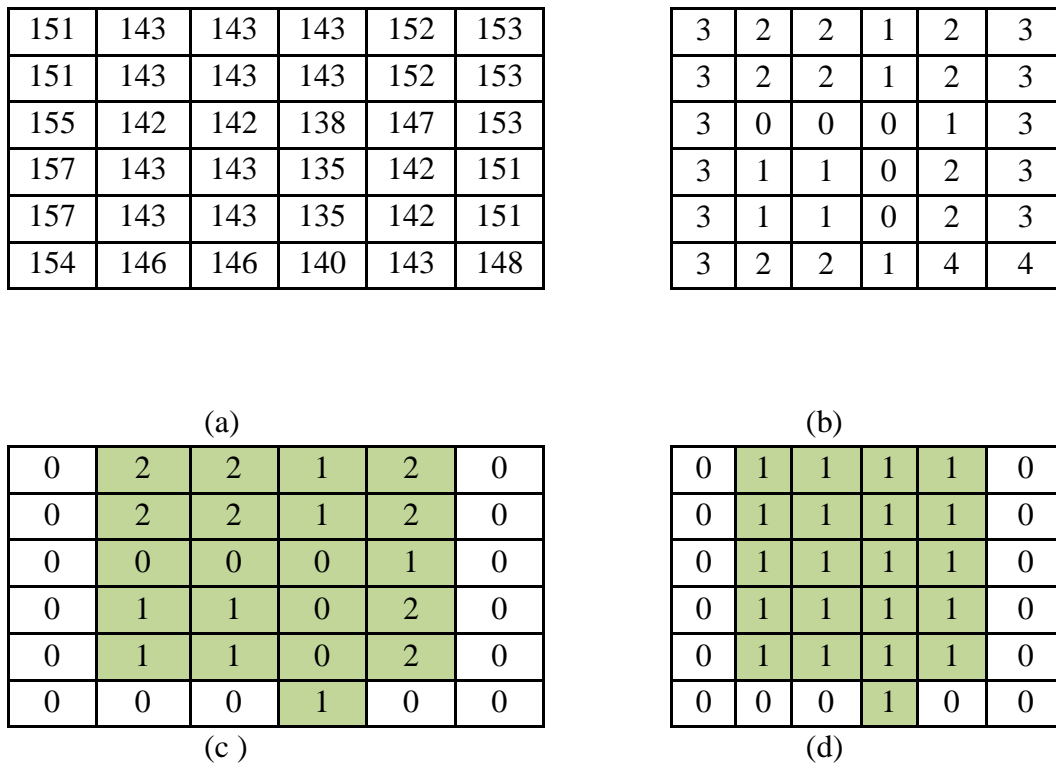 151 143 143 143 152 153
151 143 143 143 152 153
155 142 142 138 147 153
157 143 143 135 142 151
157 143 143 135 142 151
154 146 146 140 143 148
(a)
3 2 2 1 2 3
3 2 2 1 2 3
3 0 0 0 1 3
3 1 1 0 2 3
3 1 1 0 2 3
3 2 2 1 4 4
(b)
0 2 2 1 2 0
0 2 2 1 2 0
0 0 0 0 1 0
0 1 1 0 2 0
0 1 1 0 2 0
0 0 0 1 0 0
(c )
0 1 1 1 1 0
0 1 1 1 1 0
0 1 1 1 1 0
0 1 1 1 1 0
0 1 1 1 1 0
0 0 0 1 0 0
(d)